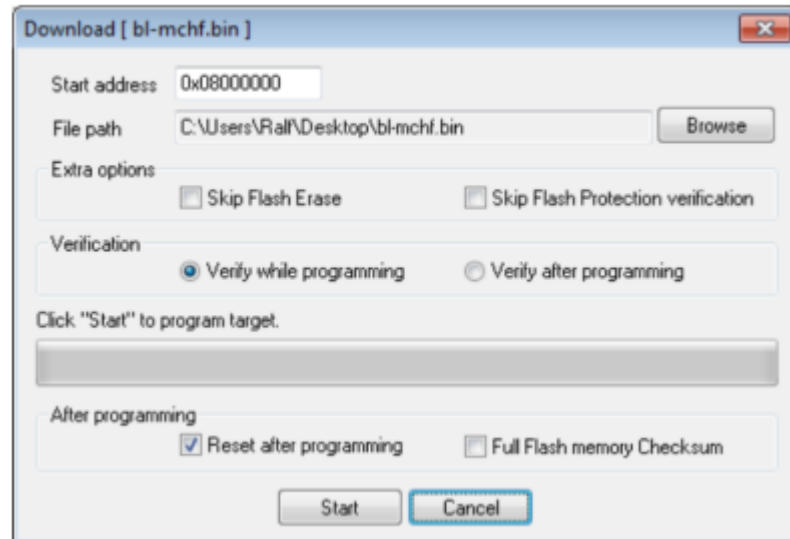 Download [ bl-mchf.bin ]
Start address 0x08000000
File path C:\Users\Ralf\Desktop\bl-mchf.bin Browse
Extra options
Skip Flash Erase Skip Flash Protection verification
Verification
Verify while programming Verify after programming
Click "Start" to program target.
After programming
Reset after programming Full Flash memory Checksum
Start Cancel